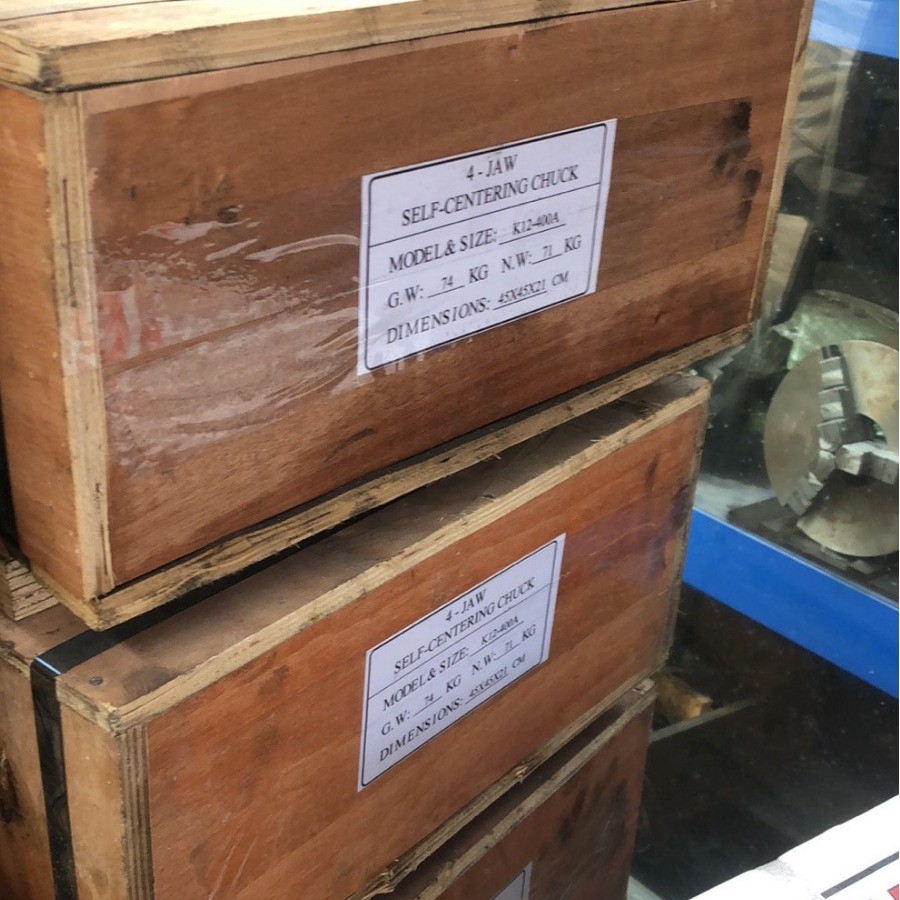 4 - JAW
SELF-CENTERING CHUCK
MODEL & SIZE: K12-400A
G.W: 74 KG N.W: 71 KG
DIMENSIONS: 45X45X21 CM
4 - JAW
SELF-CENTERING CHUCK
MODEL & SIZE: K12-400A
G.W: 74 KG N.W: 71 KG
DIMENSIONS: 45X45X21 CM